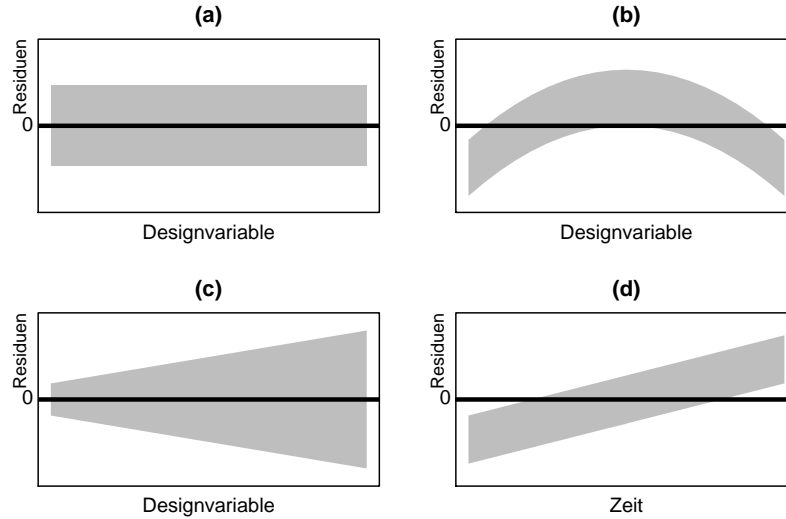 (a)
Residuen
0
Designvariable
(b)
Residuen
0
Designvariable
(c)
Residuen
0
Designvariable
(d)
Residuen
0
Zeit